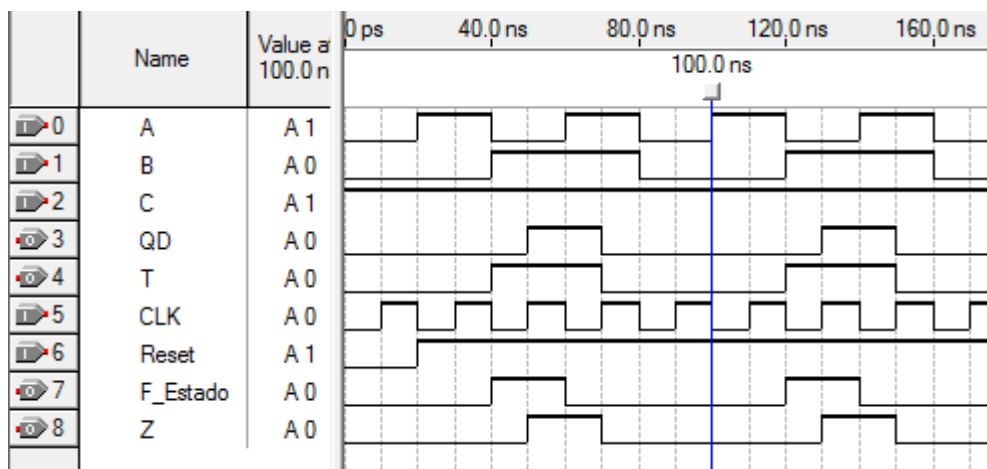 Name Value a 100.0 n
0 ps 40.0 ns 80.0 ns 120.0 ns 160.0 ns
100.0 ns
0 A A 1
1 B A 0
2 C A 1
3 QD A 0
4 T A 0
5 CLK A 0
6 Reset A 1
7 F_Estado A 0
8 Z A 0